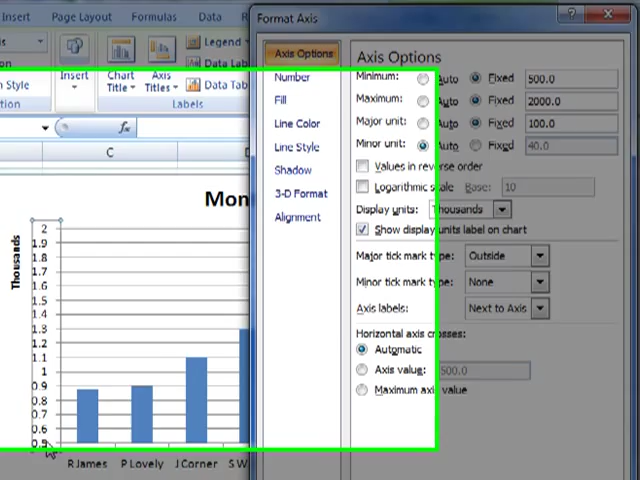 Insert Page Layout Formulas Data
Legend
Data Labels
Insert
Chart Title
Axis Titles
Data Tab
Style
Labels
fx
C
Mon
Thousands
2
1.9
1.8
1.7
1.6
1.5
1.4
1.3
1.2
1.1
1
0.9
0.8
0.7
0.6
0.5
R James P Lovely J Corner S W
Format Axis
? X
Axis Options
Number
Fill
Line Color
Line Style
Shadow
3-D Format
Alignment
Axis Options
Minimum: Auto Fixed 500.0
Maximum: Auto Fixed 2000.0
Major unit: Auto Fixed 100.0
Minor unit: Auto Fixed 40.0
Values in reverse order
Logarithmic scale Base: 10
Display units: Thousands
Show display units label on chart
Major tick mark type: Outside
Minor tick mark type: None
Axis labels: Next to Axis
Horizontal axis crosses:
Automatic
Axis value: 500.0
Maximum axis value